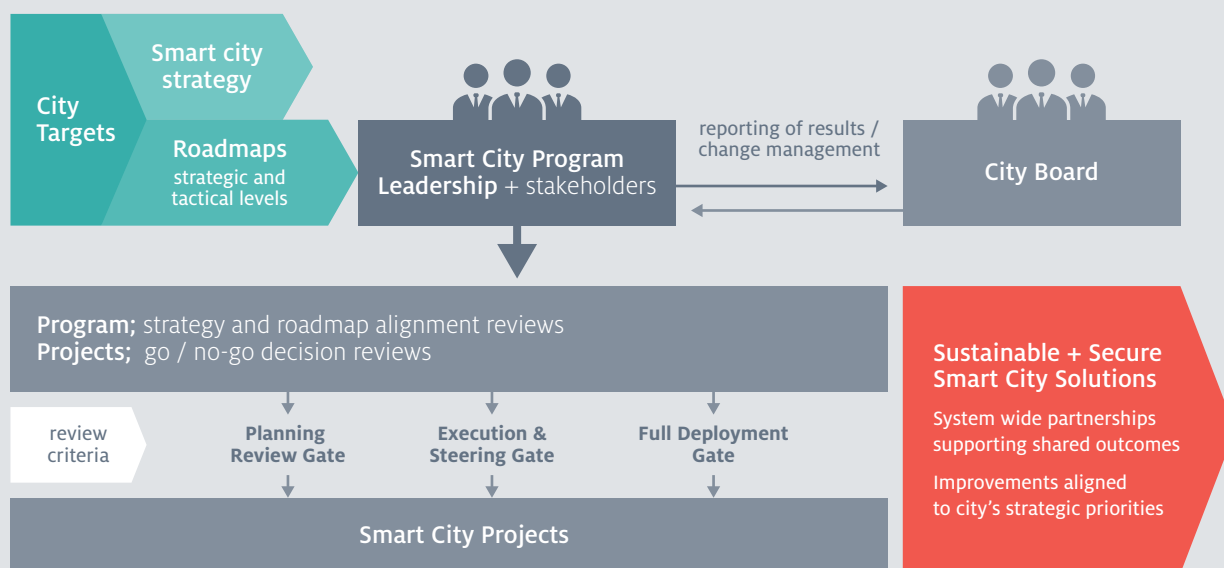 City
Targets
Smart city
strategy
Roadmaps
strategic and
tactical levels
Smart City Program
Leadership + stakeholders
reporting of results /
change management
City Board
Program; strategy and roadmap alignment reviews
Projects; go / no-go decision reviews
review
criteria
Planning
Review Gate
Execution &
Steering Gate
Full Deployment
Gate
Smart City Projects
Sustainable + Secure
Smart City Solutions
System wide partnerships
supporting shared outcomes
Improvements aligned
to city's strategic priorities